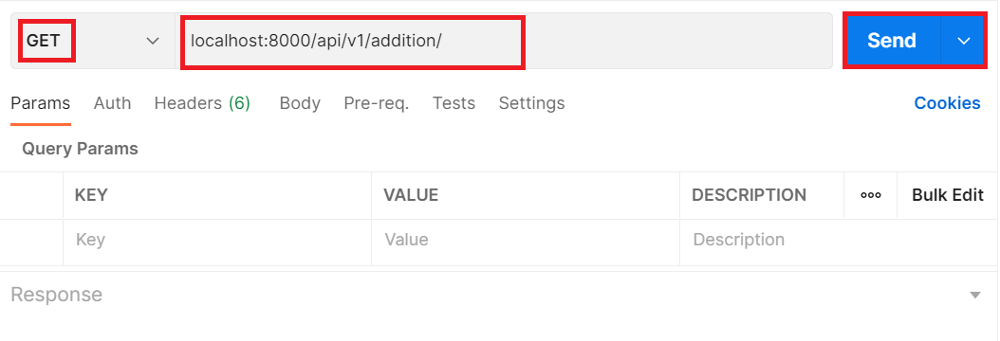 GET localhost:8000/api/v1/addition/ Send
Params Auth Headers (6) Body Pre-req. Tests Settings Cookies
Query Params
KEY VALUE DESCRIPTION ooo Bulk Edit
Key Value Description
Response